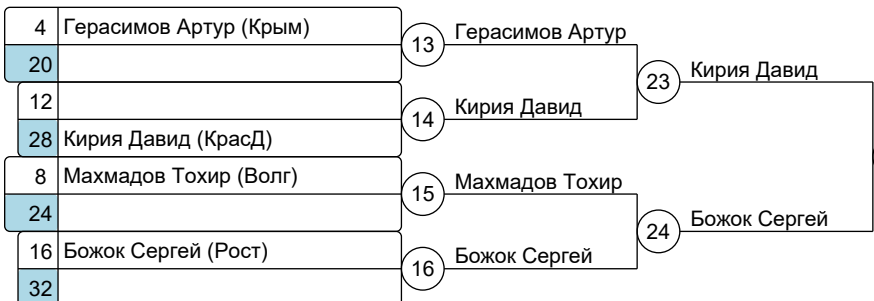 4 Герасимов Артур (Крым)
20
12
28 Кирия Давид (КрасД)
8 Махмадов Тохир (Волг)
24
16 Божок Сергей (Рост)
32
13 Герасимов Артур
14 Кирия Давид
15 Махмадов Тохир
16 Божок Сергей
23 Кирия Давид
24 Божок Сергей